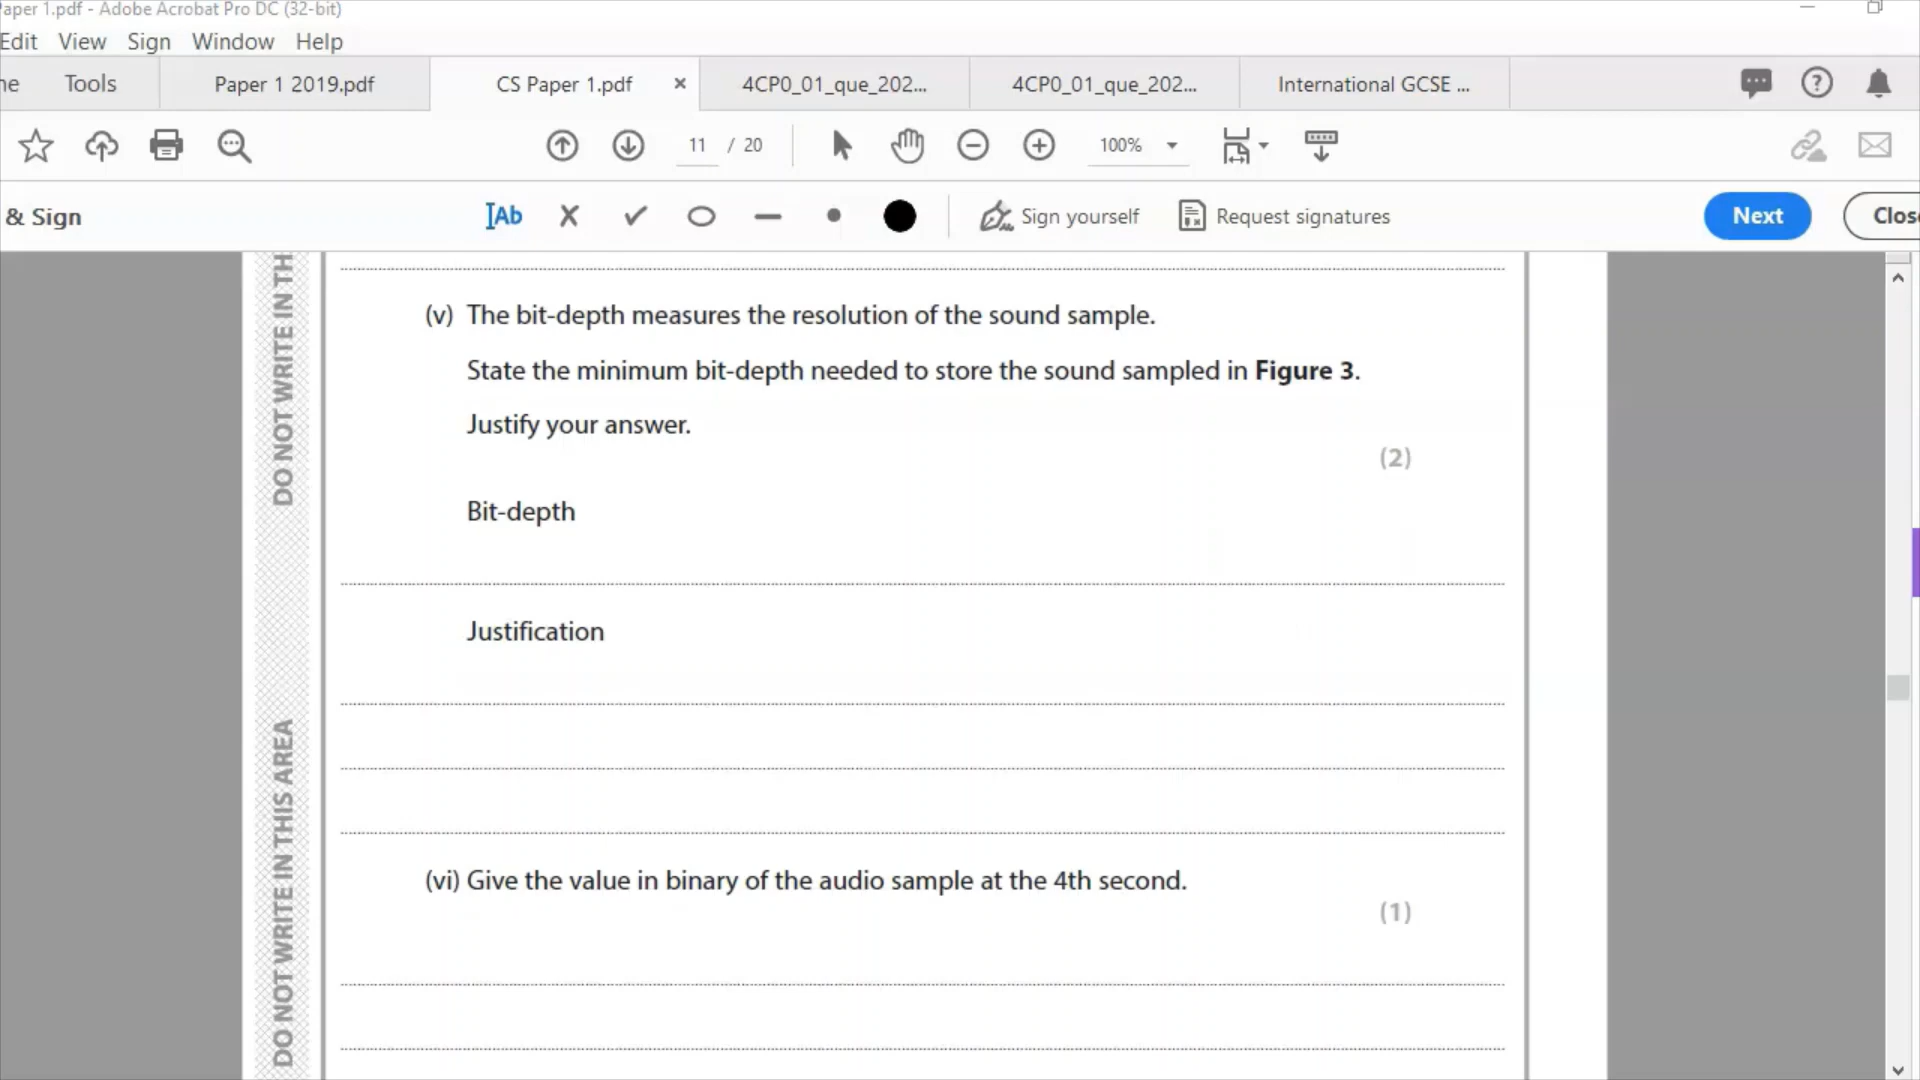 aper 1.pdf - Adobe Acrobat Pro DC (32-bit)
Edit View Sign Window Help
ne Tools Paper 1 2019.pdf CS Paper 1.pdf × 4CP0_01_que_202... 4CP0_01_que_202... International GCSE ...
11 / 20 100%
& Sign Ab Sign yourself Request signatures Next Clos
DO NOT WRITE IN TH
(v) The bit-depth measures the resolution of the sound sample.
State the minimum bit-depth needed to store the sound sampled in Figure 3.
Justify your answer.
(2)
Bit-depth
Justification
DO NOT WRITE IN THIS AREA
(vi) Give the value in binary of the audio sample at the 4th second.
(1)